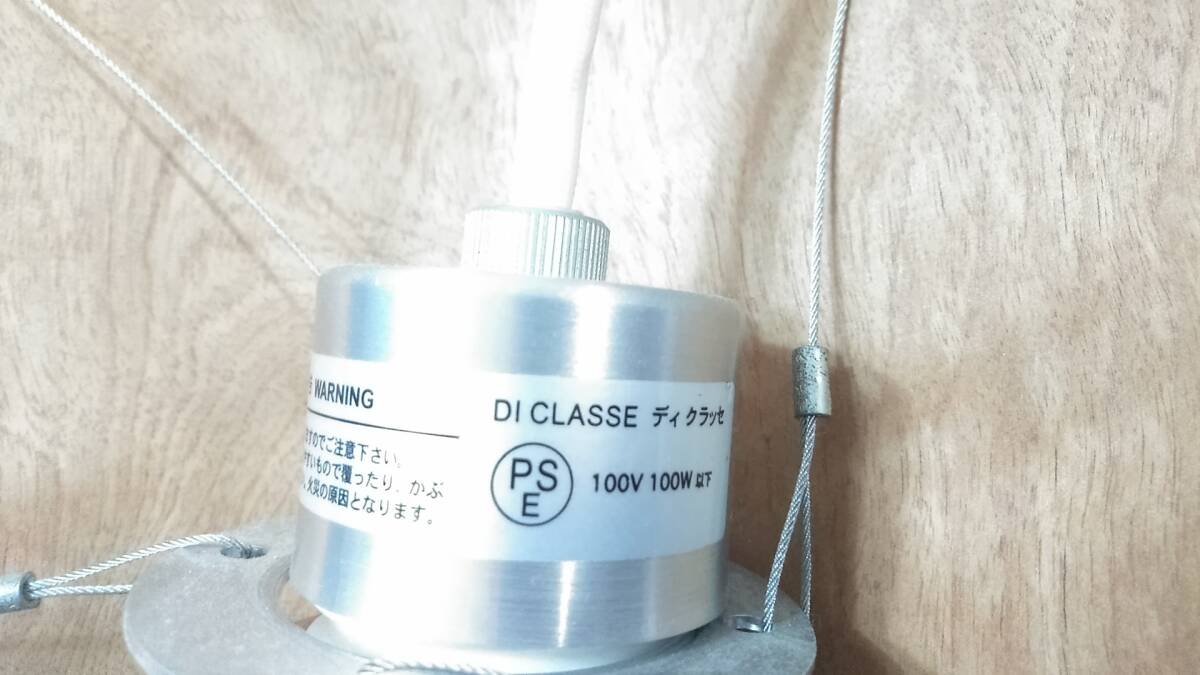 WARNING
すのでご注意下さい。
すいもので覆ったり、かぶ
火災の原因となります。
DI CLASSE ディ クラッセ
PS
E
100V 100W 以下